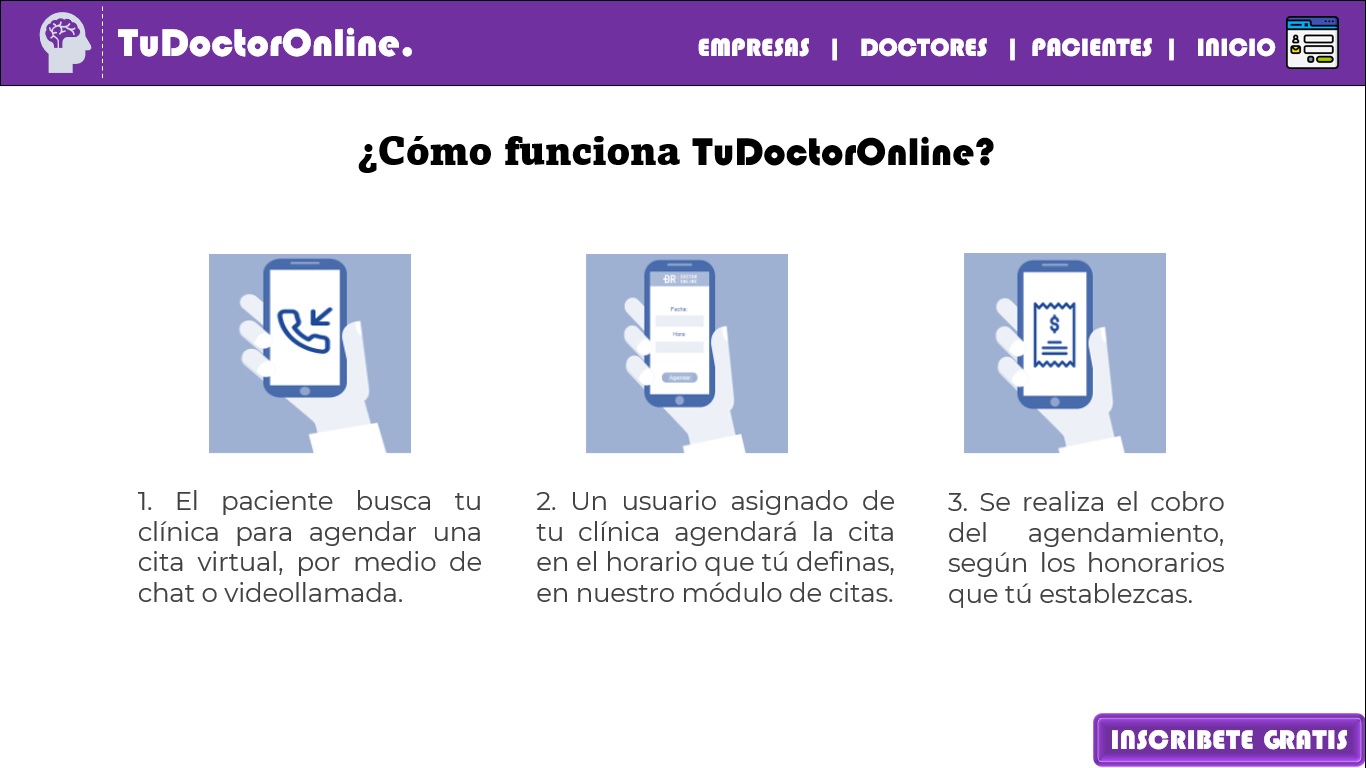 TuDoctorOnline.
EMPRESAS | DOCTORES | PACIENTES | INICIO
¿Cómo funciona TuDoctorOnline?
DR DOCTOR
ONLINE
Fecha:
Hora:
Agendar
$
1. El paciente busca tu
clínica para agendar una
cita virtual, por medio de
chat o videollamada.
2. Un usuario asignado de
tu clínica agendará la cita
en el horario que tú definas,
en nuestro módulo de citas.
3. Se realiza el cobro
del agendamiento,
según los honorarios
que tú establezcas.
INSCRIBETE GRATIS